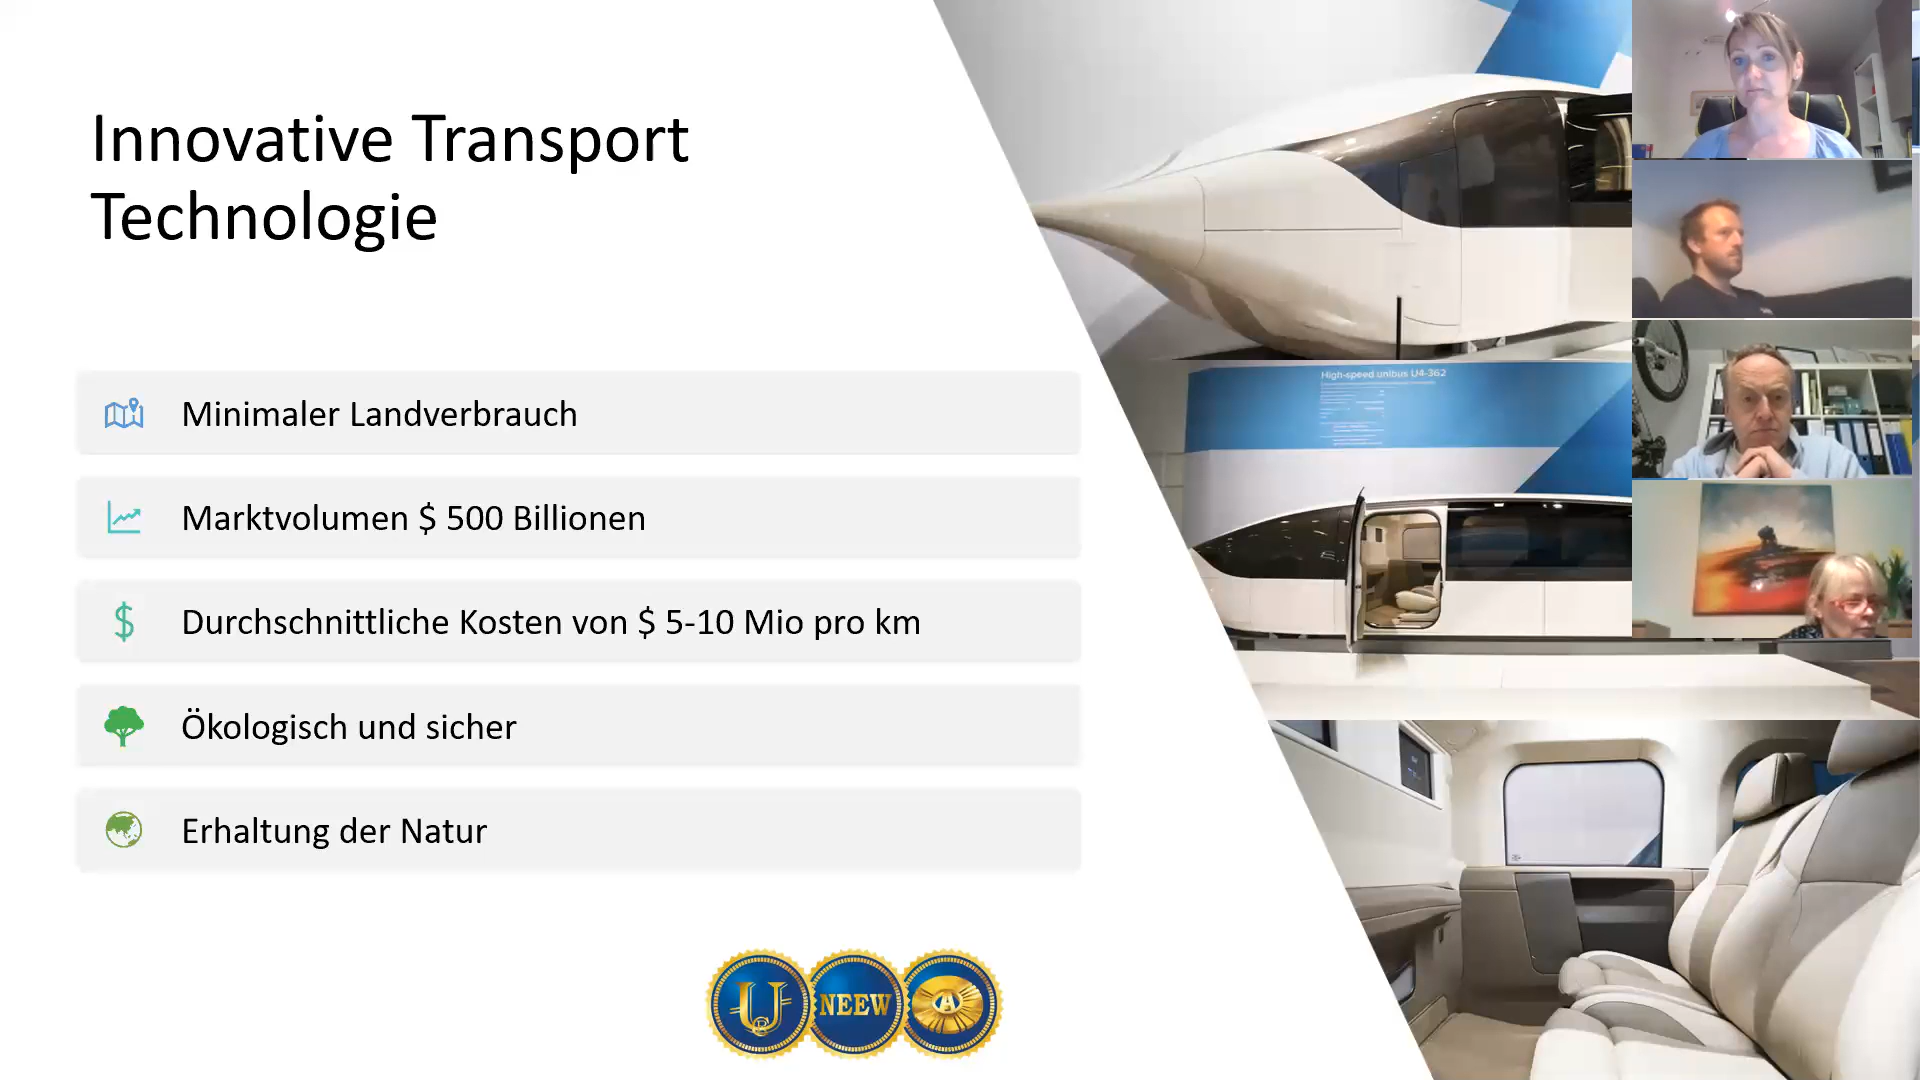 Innovative Transport
Technologie
Minimaler Landverbrauch
Marktvolumen $ 500 Billionen
Durchschnittliche Kosten von $ 5-10 Mio pro km
Ökologisch und sicher
Erhaltung der Natur
High-speed unibus U4-362
NEEW
A